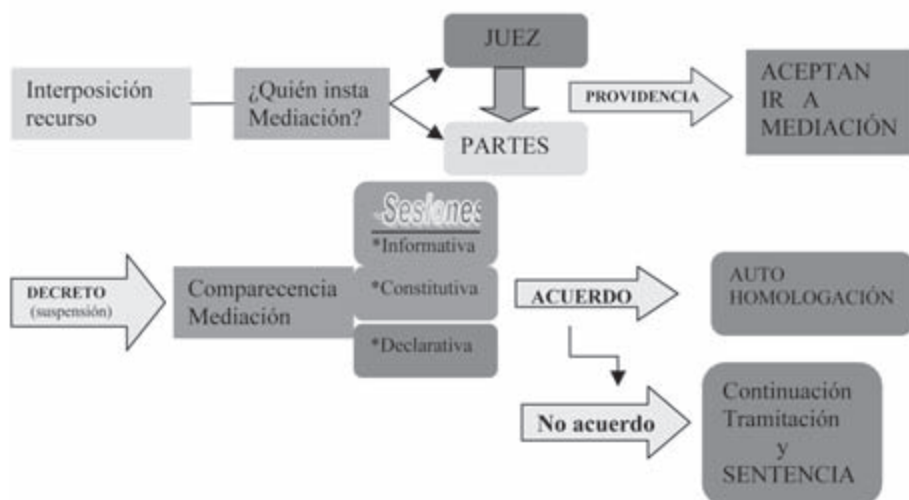 Interposición
recurso
¿Quién insta
Mediación?
JUEZ
PARTES
PROVIDENCIA
ACEPTAN
IR A
MEDIACIÓN
DECRETO
(suspensión)
Comparecencia
Mediación
Sesiones
*Informativa
*Constitutiva
*Declarativa
ACUERDO
AUTO
HOMOLOGACIÓN
No acuerdo
Continuación
Tramitación
y
SENTENCIA